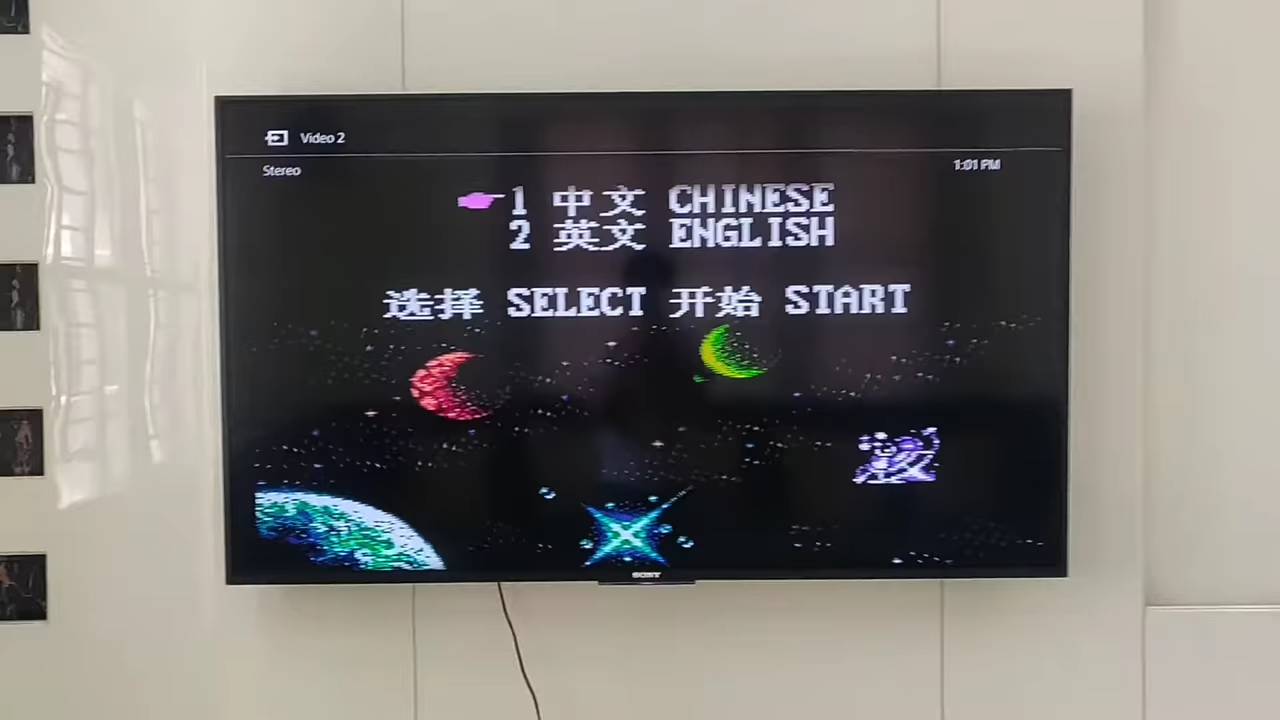 Video 2
Stereo
1:01 PM
1 中文 CHINESE
2 英文 ENGLISH
选择 SELECT 开始 START
SONY